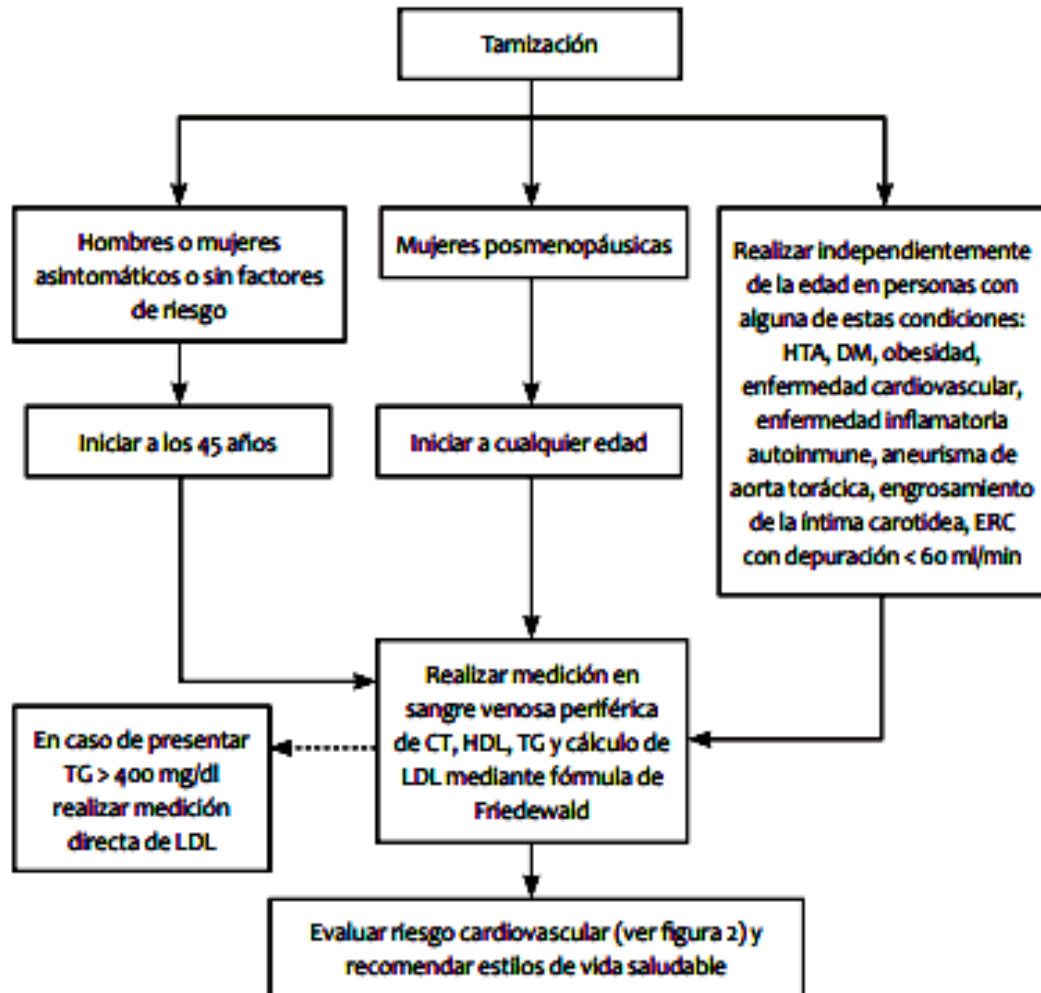 Tamización
Hombres o mujeres
asintomáticos o sin factores
de riesgo
Mujeres posmenopáusicas
Realizar independientemente
de la edad en personas con
alguna de estas condiciones:
HTA, DM, obesidad,
enfermedad cardiovascular,
enfermedad inflamatoria
autoinmune, aneurisma de
aorta torácica, engrosamiento
de la íntima carotidea, ERC
con depuración < 60 ml/min
Iniciar a los 45 años
Iniciar a cualquier edad
Realizar medición en
sangre venosa periférica
de CT, HDL, TG y cálculo de
LDL mediante fórmula de
Friedewald
En caso de presentar
TG > 400 mg/dl
realizar medición
directa de LDL
Evaluar riesgo cardiovascular (ver figura 2) y
recomendar estilos de vida saludable